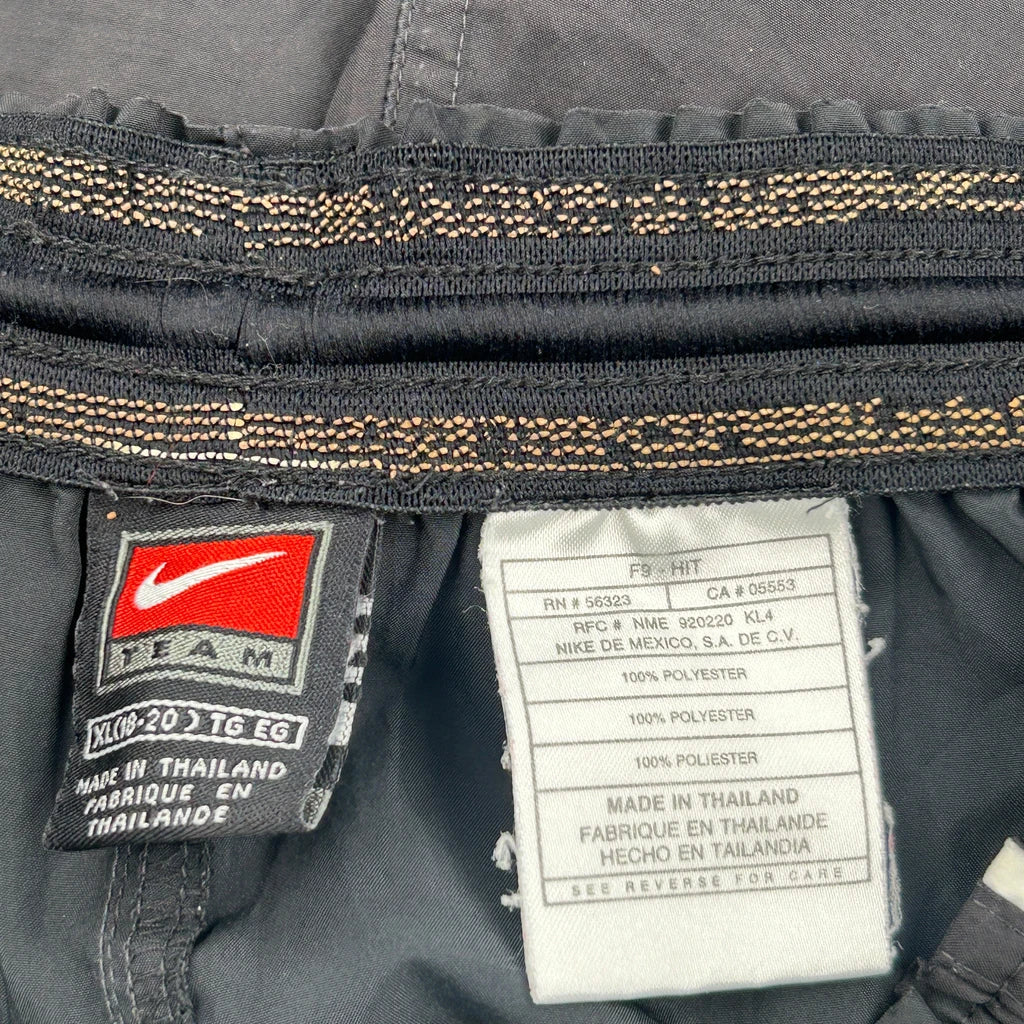 TEAM
XL(18-20) TG EG
MADE IN THAILAND
FABRIQUE EN
THAILANDE
F9 - HIT
RN # 56323
CA # 05553
RFC # NME 920220 KL4
NIKE DE MEXICO, S.A. DE C.V.
100% POLYESTER
100% POLYESTER
100% POLIESTER
MADE IN THAILAND
FABRIQUE EN THAILANDE
HECHO EN TAILANDIA
SEE REVERSE FOR CARE